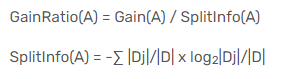 GainRatio(A) = Gain(A) / SplitInfo(A)
SplitInfo(A) = -∑ |Dj|/|D| x log₂|Dj|/|D|